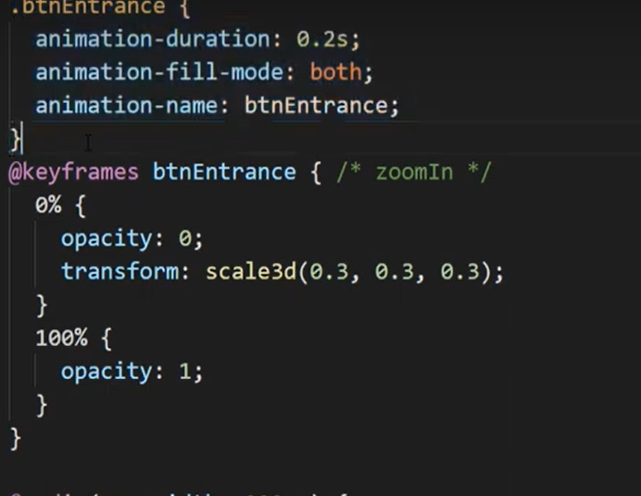 .btnEntrance {
  animation-duration: 0.2s;
  animation-fill-mode: both;
  animation-name: btnEntrance;
}
@keyframes btnEntrance { /* zoomIn */
  0% {
    opacity: 0;
    transform: scale3d(0.3, 0.3, 0.3);
  }
  100% {
    opacity: 1;
  }
}